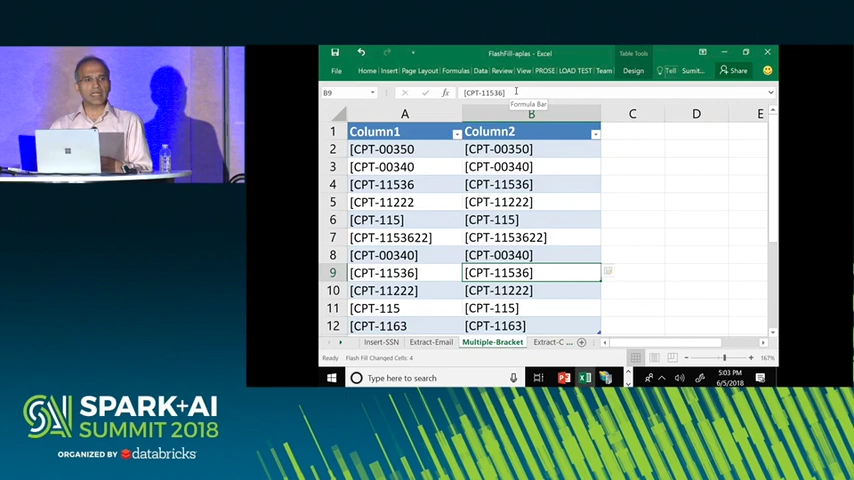 FlashFill-aplas - Excel
Table Tools
File Home Insert Page Layout Formulas Data Review View PROSE LOAD TEST Team Design Tell Sumit... Share
B9 fx [CPT-11536]
Formula Bar
A B C D E
1 Column1 Column2
2 [CPT-00350 [CPT-00350]
3 [CPT-00340 [CPT-00340]
4 [CPT-11536 [CPT-11536]
5 [CPT-11222 [CPT-11222]
6 [CPT-115] [CPT-115]
7 [CPT-1153622] [CPT-1153622]
8 [CPT-00340] [CPT-00340]
9 [CPT-11536] [CPT-11536]
10 [CPT-11222] [CPT-11222]
11 [CPT-115 [CPT-115]
12 [CPT-1163 [CPT-1163]
Insert-SSN Extract-Email Multiple-Bracket Extract-C ...
Ready Flash Fill Changed Cells: 4 167%
Type here to search
5:03 PM
6/5/2018
SPARK+AI
SUMMIT 2018
ORGANIZED BY databricks